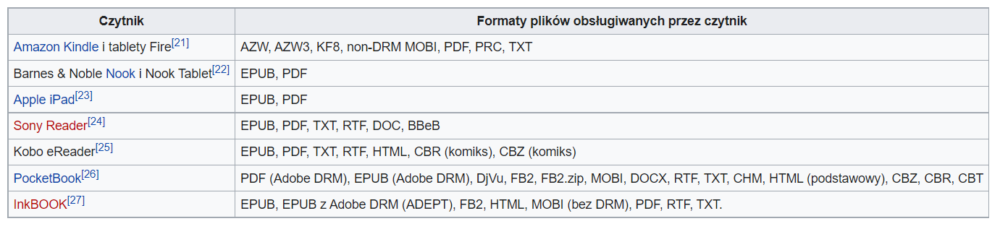 Czytnik Formaty plików obsługiwanych przez czytnik
Amazon Kindle i tablety Fire[21] AZW, AZW3, KF8, non-DRM MOBI, PDF, PRC, TXT
Barnes & Noble Nook i Nook Tablet[22] EPUB, PDF
Apple iPad[23] EPUB, PDF
Sony Reader[24] EPUB, PDF, TXT, RTF, DOC, BBeB
Kobo eReader[25] EPUB, PDF, TXT, RTF, HTML, CBR (komiks), CBZ (komiks)
PocketBook[26] PDF (Adobe DRM), EPUB (Adobe DRM), DjVu, FB2, FB2.zip, MOBI, DOCX, RTF, TXT, CHM, HTML (podstawowy), CBZ, CBR, CBT
InkBOOK[27] EPUB, EPUB z Adobe DRM (ADEPT), FB2, HTML, MOBI (bez DRM), PDF, RTF, TXT.